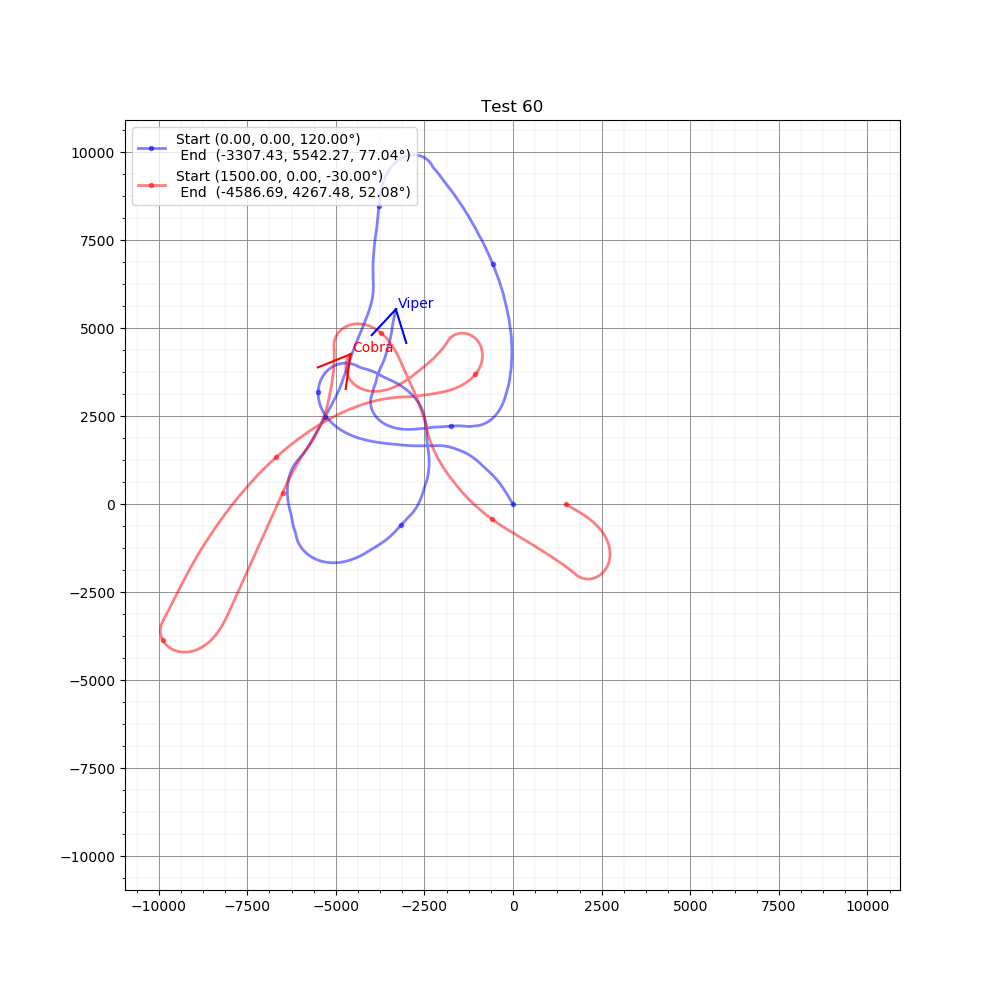 Test 60
Start (0.00, 0.00, 120.00°)
End  (-3307.43, 5542.27, 77.04°)
Start (1500.00, 0.00, -30.00°)
End  (-4586.69, 4267.48, 52.08°)
Viper
Cobra
10000
7500
5000
2500
0
−2500
−5000
−7500
−10000
−10000 −7500 −5000 −2500 0 2500 5000 7500 10000